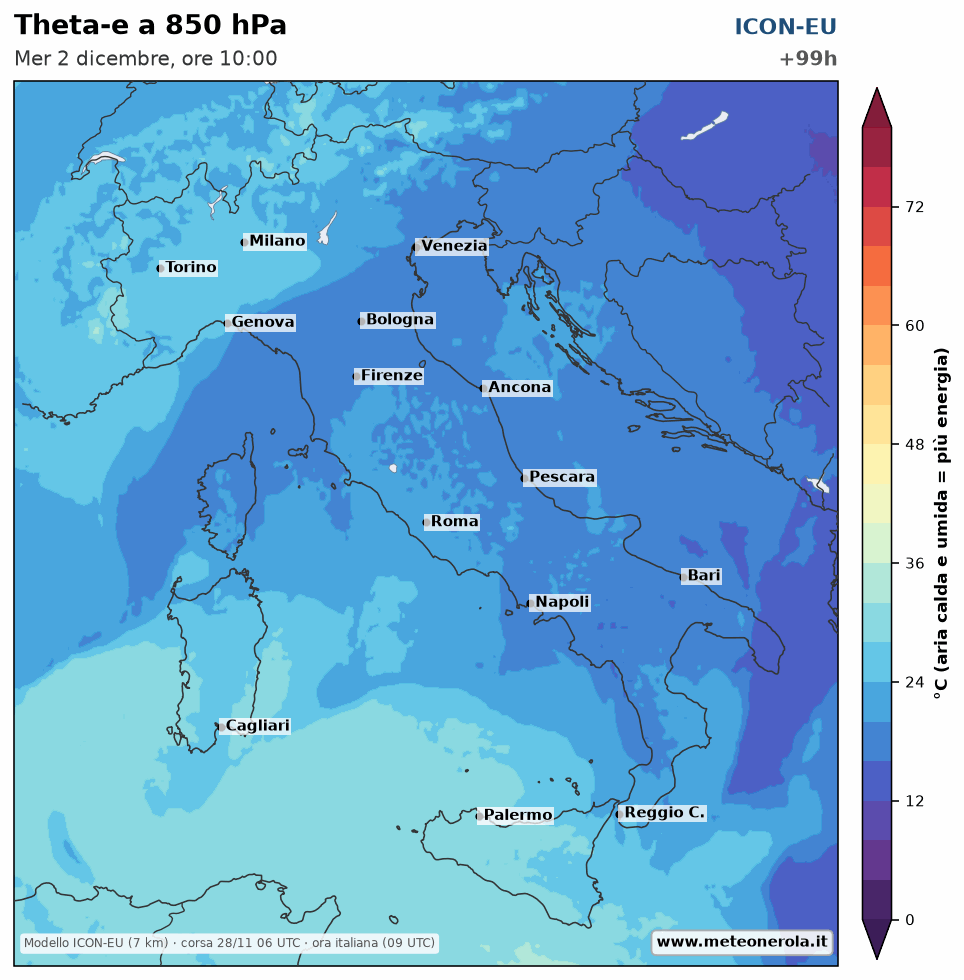 Theta-e a 850 hPa
ICON-EU
Mer 2 dicembre, ore 10:00
+99h
Milano
Venezia
Torino
Genova
Bologna
Firenze
Ancona
Pescara
Roma
Bari
Napoli
Cagliari
Palermo
Reggio C.
72
60
48
36
24
12
0
°C (aria calda e umida = più energia)
Modello ICON-EU (7 km) · corsa 28/11 06 UTC · ora italiana (09 UTC)
www.meteonerola.it